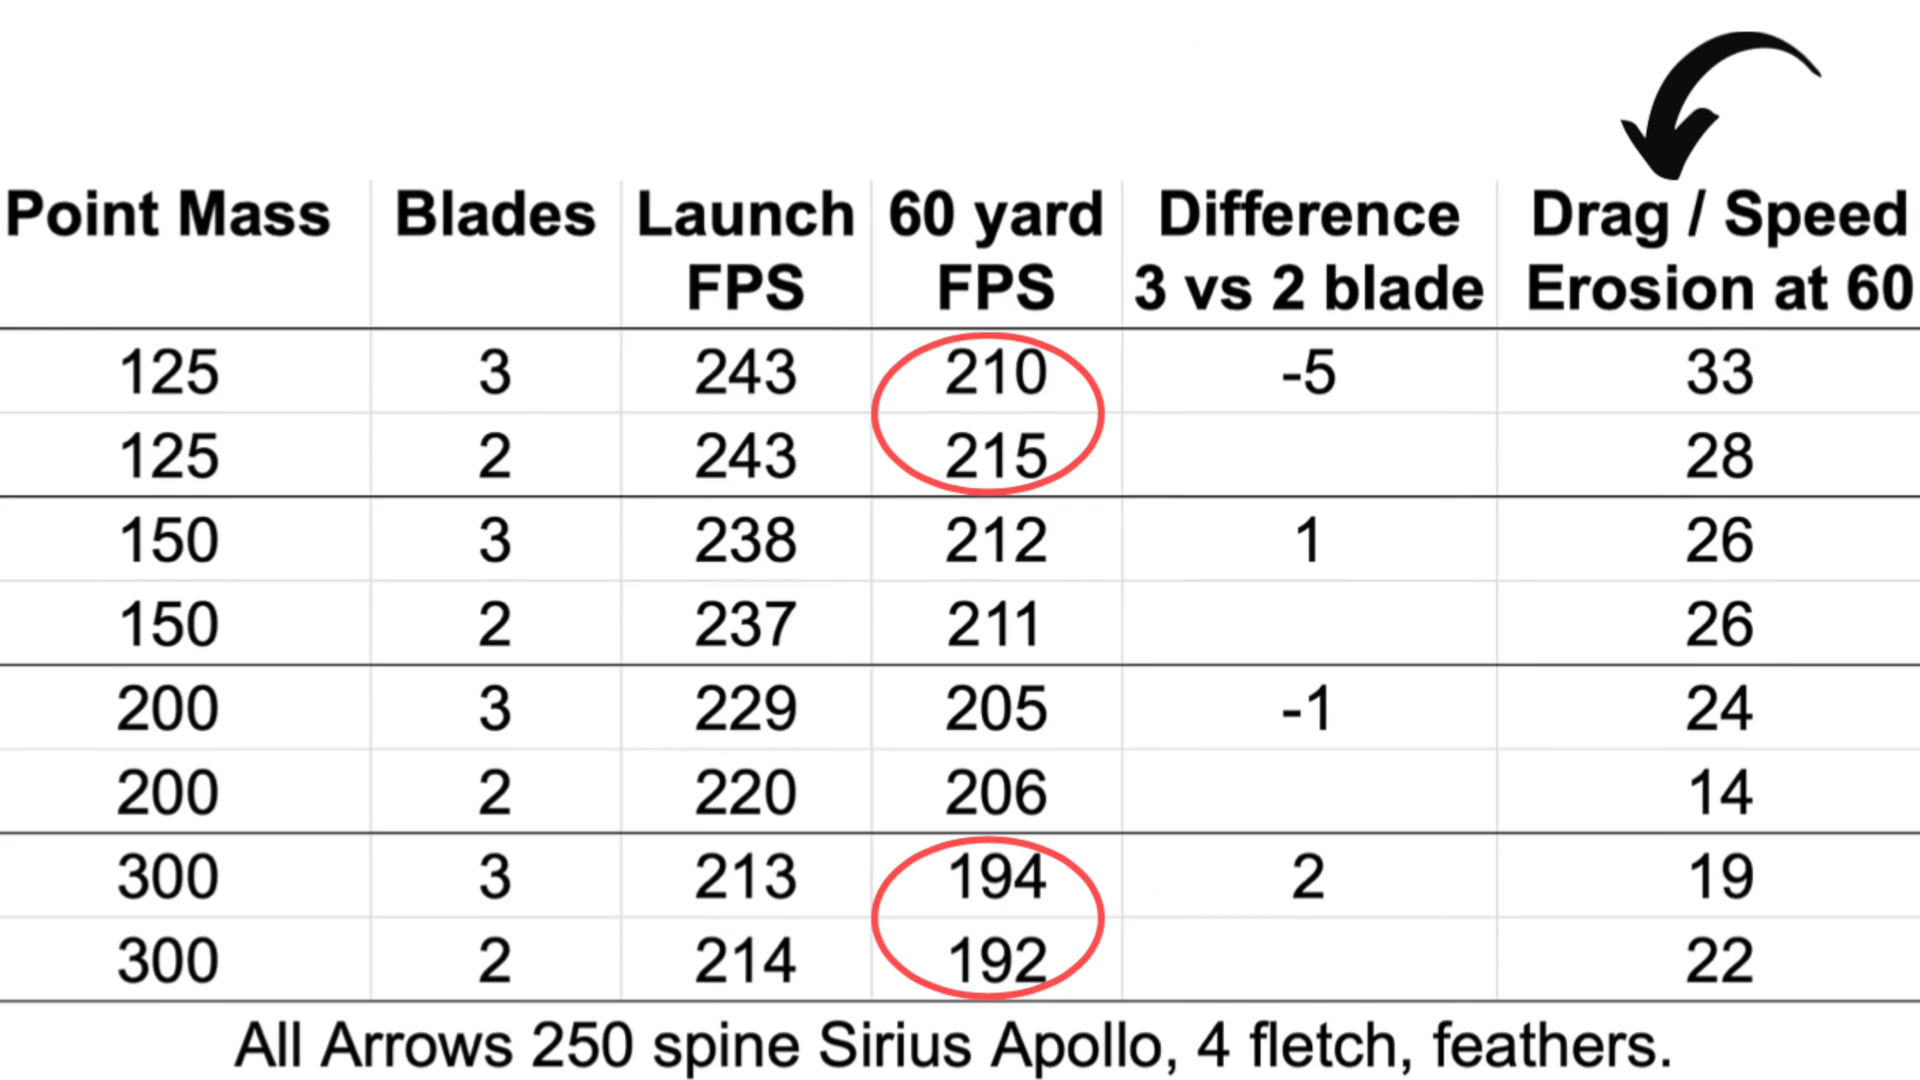 Point Mass Blades Launch FPS 60 yard FPS Difference 3 vs 2 blade Drag / Speed Erosion at 60
125 3 243 210 -5 33
125 2 243 215 28
150 3 238 212 1 26
150 2 237 211 26
200 3 229 205 -1 24
200 2 220 206 14
300 3 213 194 2 19
300 2 214 192 22
All Arrows 250 spine Sirius Apollo, 4 fletch, feathers.